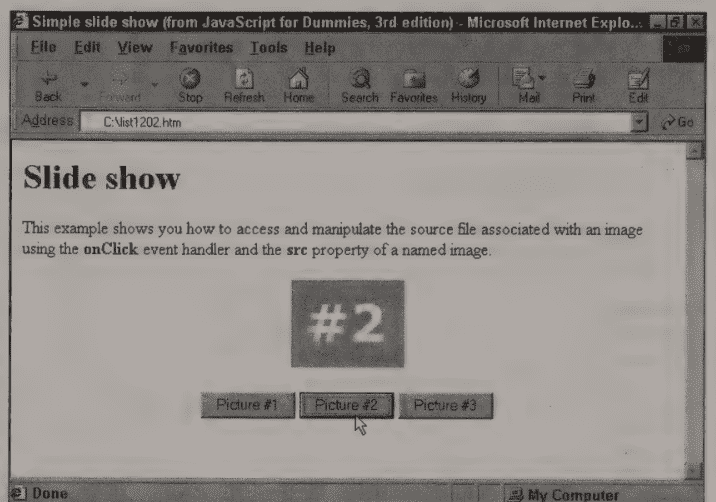 Simple slide show (from JavaScript for Dummies, 3rd edition) - Microsoft Internet Explo...
File Edit View Favorites Tools Help
Back Forward Stop Refresh Home Search Favorites History Mail Print Edit
Address C:\list1202.htm Go
Slide show
This example shows you how to access and manipulate the source file associated with an image
using the onClick event handler and the src property of a named image.
#2
Picture #1 Picture #2 Picture #3
Done My Computer